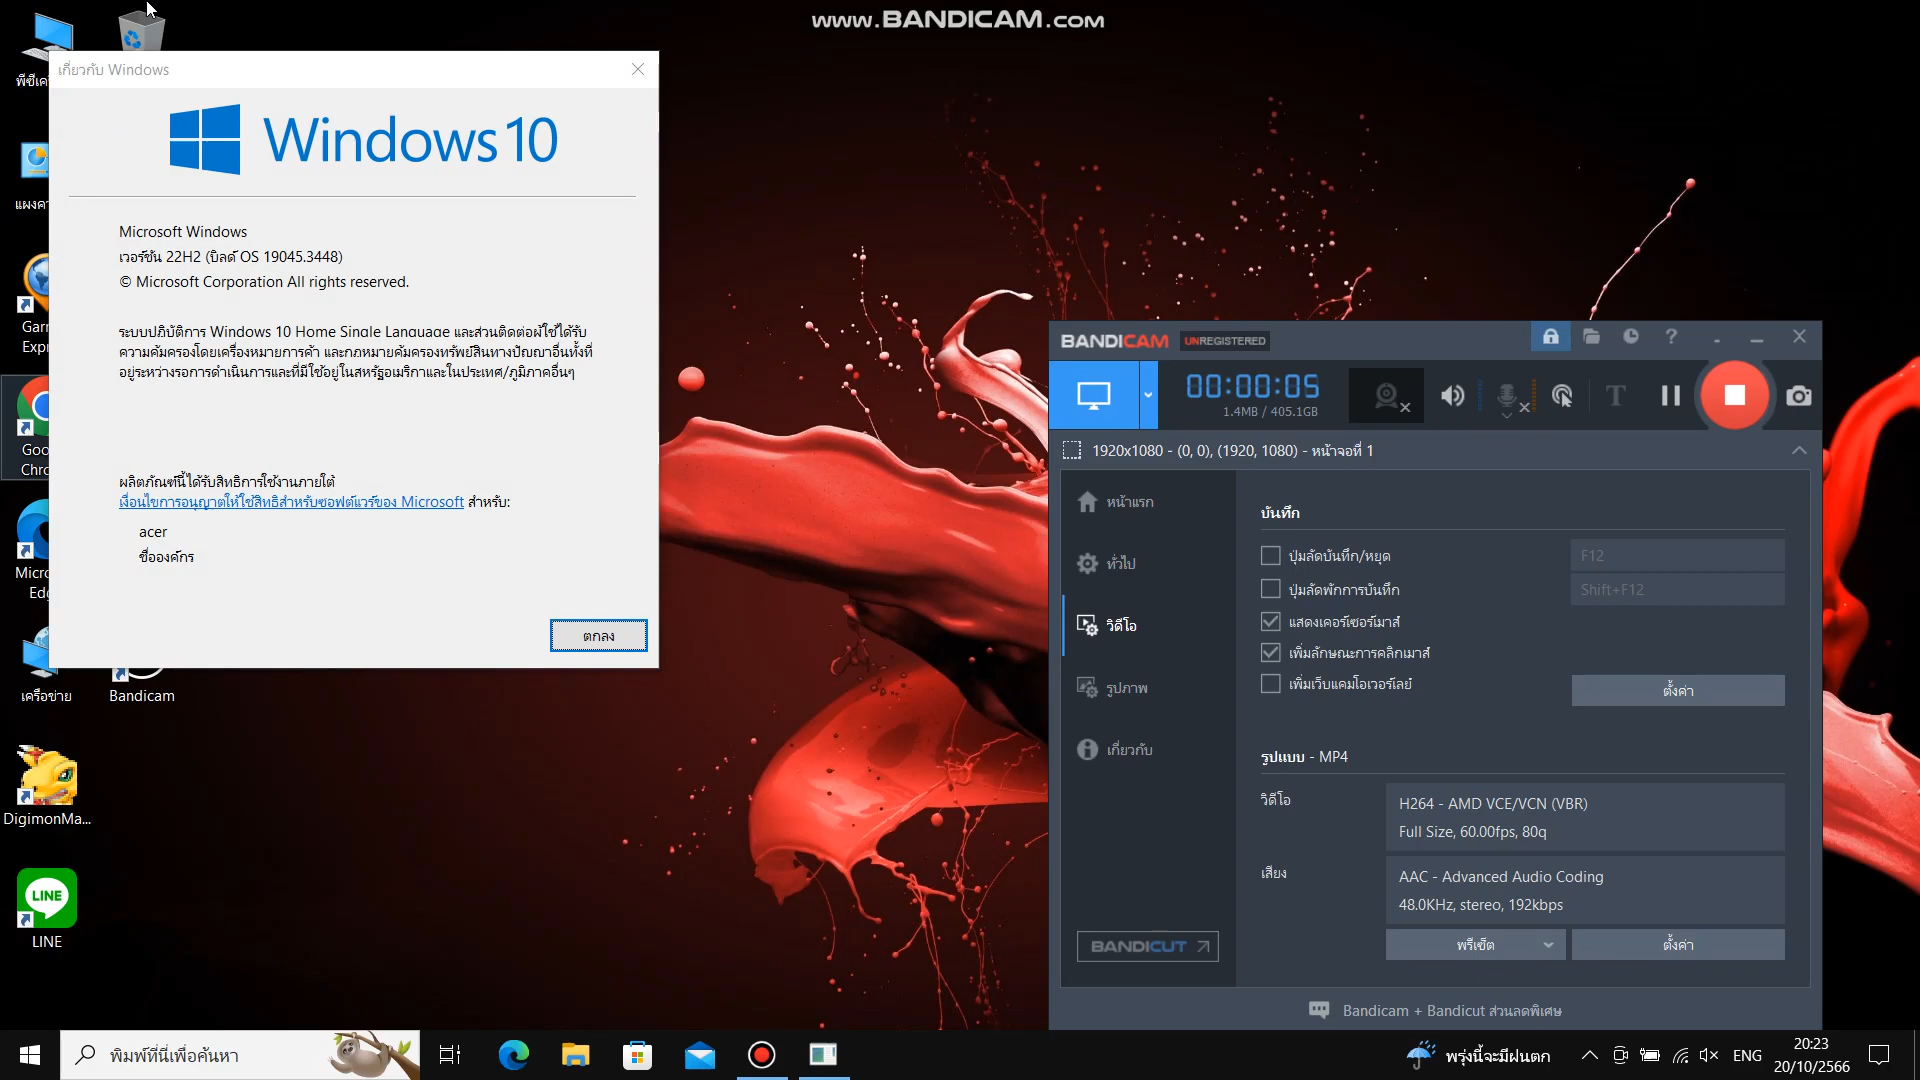 www.BANDICAM.com
พีซีเค
แผงคา
Garr
Expr
Goo
Chro
Micro
Edg
เครือข่าย
Bandicam
DigimonMa...
LINE
LINE
เกี่ยวกับ Windows
Windows 10
Microsoft Windows
เวอร์ชัน 22H2 (บิลด์ OS 19045.3448)
© Microsoft Corporation All rights reserved.
ระบบปฏิบัติการ Windows 10 Home Single Language และส่วนติดต่อผู้ใช้ได้รับ
ความคุ้มครองโดยเครื่องหมายการค้า และกฎหมายคุ้มครองทรัพย์สินทางปัญญาอื่นทั้งที่
อยู่ระหว่างรอการดำเนินการและที่มีใช้อยู่ในสหรัฐอเมริกาและในประเทศ/ภูมิภาคอื่นๆ
ผลิตภัณฑ์นี้ได้รับสิทธิการใช้งานภายใต้
เงื่อนไขการอนุญาตให้ใช้สิทธิสำหรับซอฟต์แวร์ของ Microsoft สำหรับ:
acer
ชื่อองค์กร
ตกลง
BANDICAM UNREGISTERED
00:00:05
1.4MB / 405.1GB
1920x1080 - (0, 0), (1920, 1080) - หน้าจอที่ 1
หน้าแรก
ทั่วไป
วิดีโอ
รูปภาพ
เกี่ยวกับ
BANDICUT
บันทึก
ปุ่มลัดบันทึก/หยุด F12
ปุ่มลัดพักการบันทึก Shift+F12
แสดงเคอร์เซอร์เมาส์
เพิ่มลักษณะการคลิกเมาส์
เพิ่มเว็บแคมโอเวอร์เลย์ ตั้งค่า
รูปแบบ - MP4
วิดีโอ
H264 - AMD VCE/VCN (VBR)
Full Size, 60.00fps, 80q
เสียง
AAC - Advanced Audio Coding
48.0KHz, stereo, 192kbps
พรีเซ็ต ตั้งค่า
Bandicam + Bandicut ส่วนลดพิเศษ
พิมพ์ที่นี่เพื่อค้นหา
พรุ่งนี้จะมีฝนตก
ENG
20:23
20/10/2566